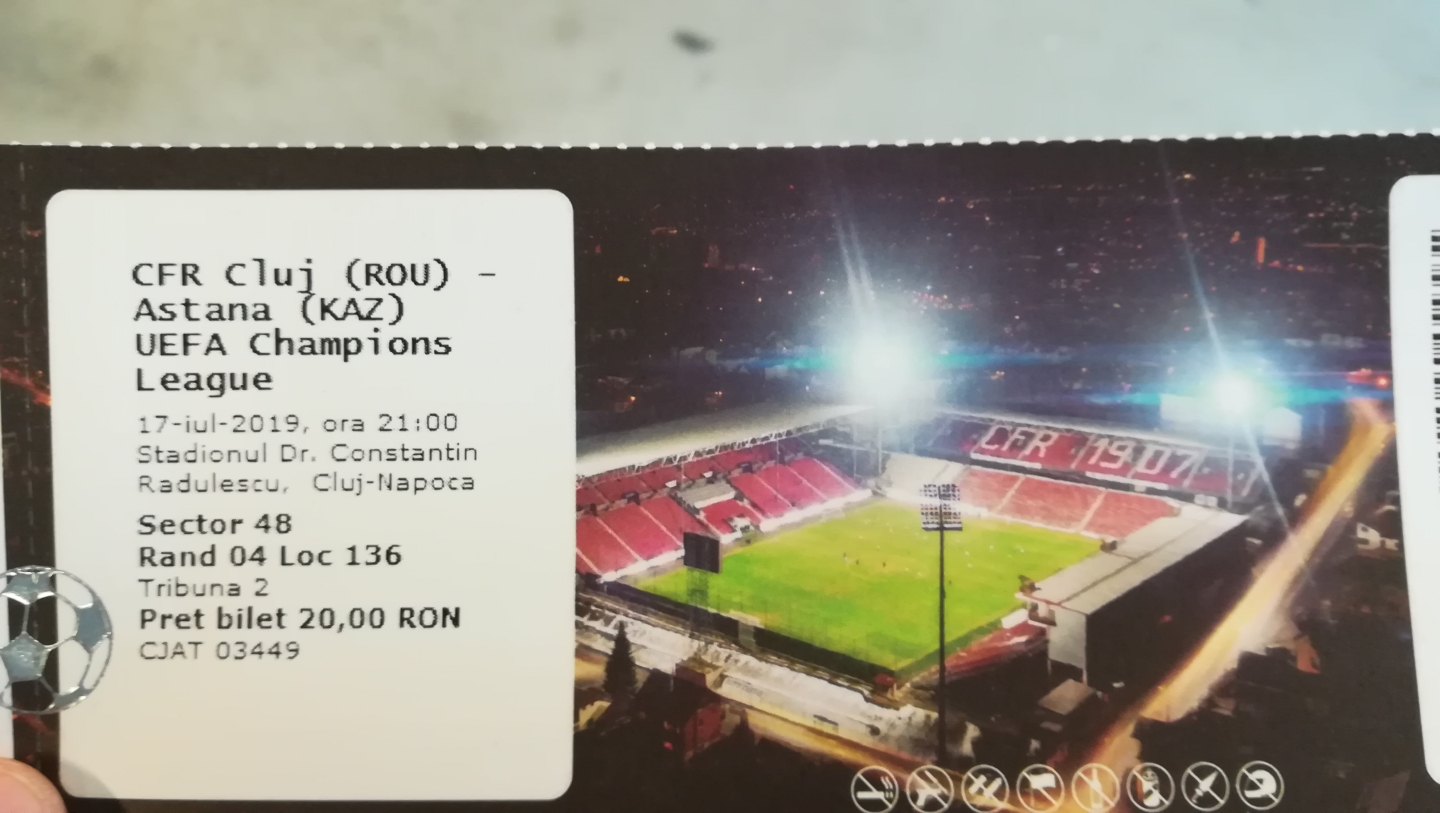 CFR Cluj (ROU) -
Astana (KAZ)
UEFA Champions
League
17-iul-2019, ora 21:00
Stadionul Dr. Constantin
Radulescu, Cluj-Napoca
Sector 48
Rand 04 Loc 136
Tribuna 2
Pret bilet 20,00 RON
CJAT 03449
CFR 1907